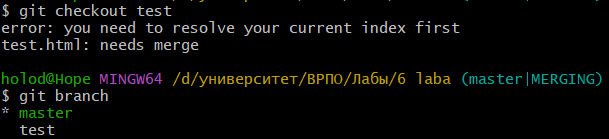 $ git checkout test
error: you need to resolve your current index first
test.html: needs merge
holod@Hope MINGW64 /d/университет/ВРПО/Лабы/6 laba (master|MERGING)
$ git branch
* master
  test